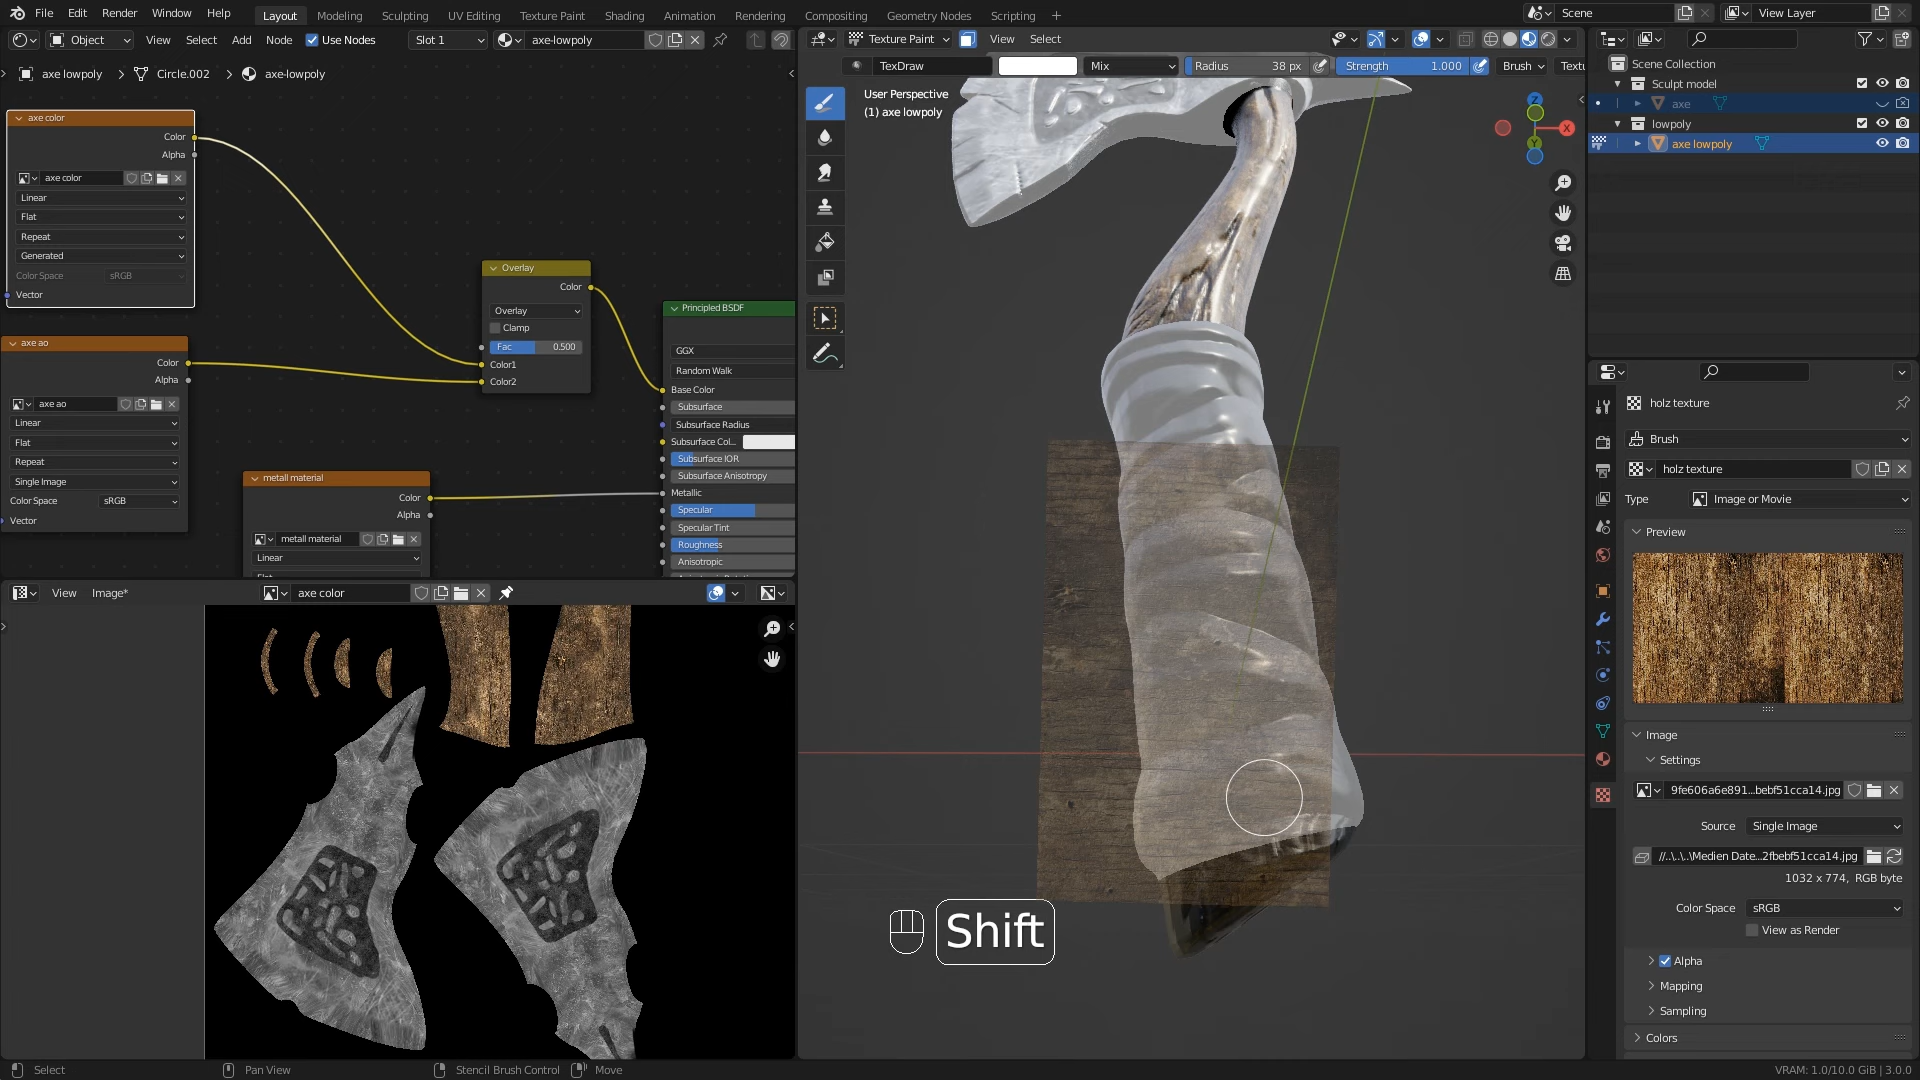 File Edit Render Window Help
Layout Modeling Sculpting UV Editing Texture Paint Shading Animation Rendering Compositing Geometry Nodes Scripting +
Scene View Layer
Object View Select Add Node Use Nodes Slot 1 axe-lowpoly
Texture Paint View Select
axe lowpoly > Circle.002 > axe-lowpoly
TexDraw Mix Radius 38 px Strength 1.000 Brush Textu
User Perspective
(1) axe lowpoly
Scene Collection
Sculpt model
axe
lowpoly
axe lowpoly
axe color
Color
Alpha
axe color
Linear
Flat
Repeat
Generated
Color Space sRGB
Vector
axe ao
Color
Alpha
axe ao
Linear
Flat
Repeat
Single Image
Color Space sRGB
Vector
Overlay
Color
Overlay
Clamp
Fac 0.500
Color1
Color2
metall material
Color
Alpha
metall material
Linear
Flat
Principled BSDF
GGX
Random Walk
Base Color
Subsurface
Subsurface Radius
Subsurface Col...
Subsurface IOR
Subsurface Anisotropy
Metallic
Specular
Specular Tint
Roughness
Anisotropic
View Image* axe color
Z
X
Y
Shift
holz texture
Brush
holz texture
Type Image or Movie
Preview
Image
Settings
9fe606a6e891...bebf51cca14.jpg
Source Single Image
//..\..\..\Medien Date...2fbebf51cca14.jpg
1032 x 774, RGB byte
Color Space sRGB
View as Render
Alpha
Mapping
Sampling
Colors
Select Pan View Stencil Brush Control Move VRAM: 1.0/10.0 GiB | 3.0.0